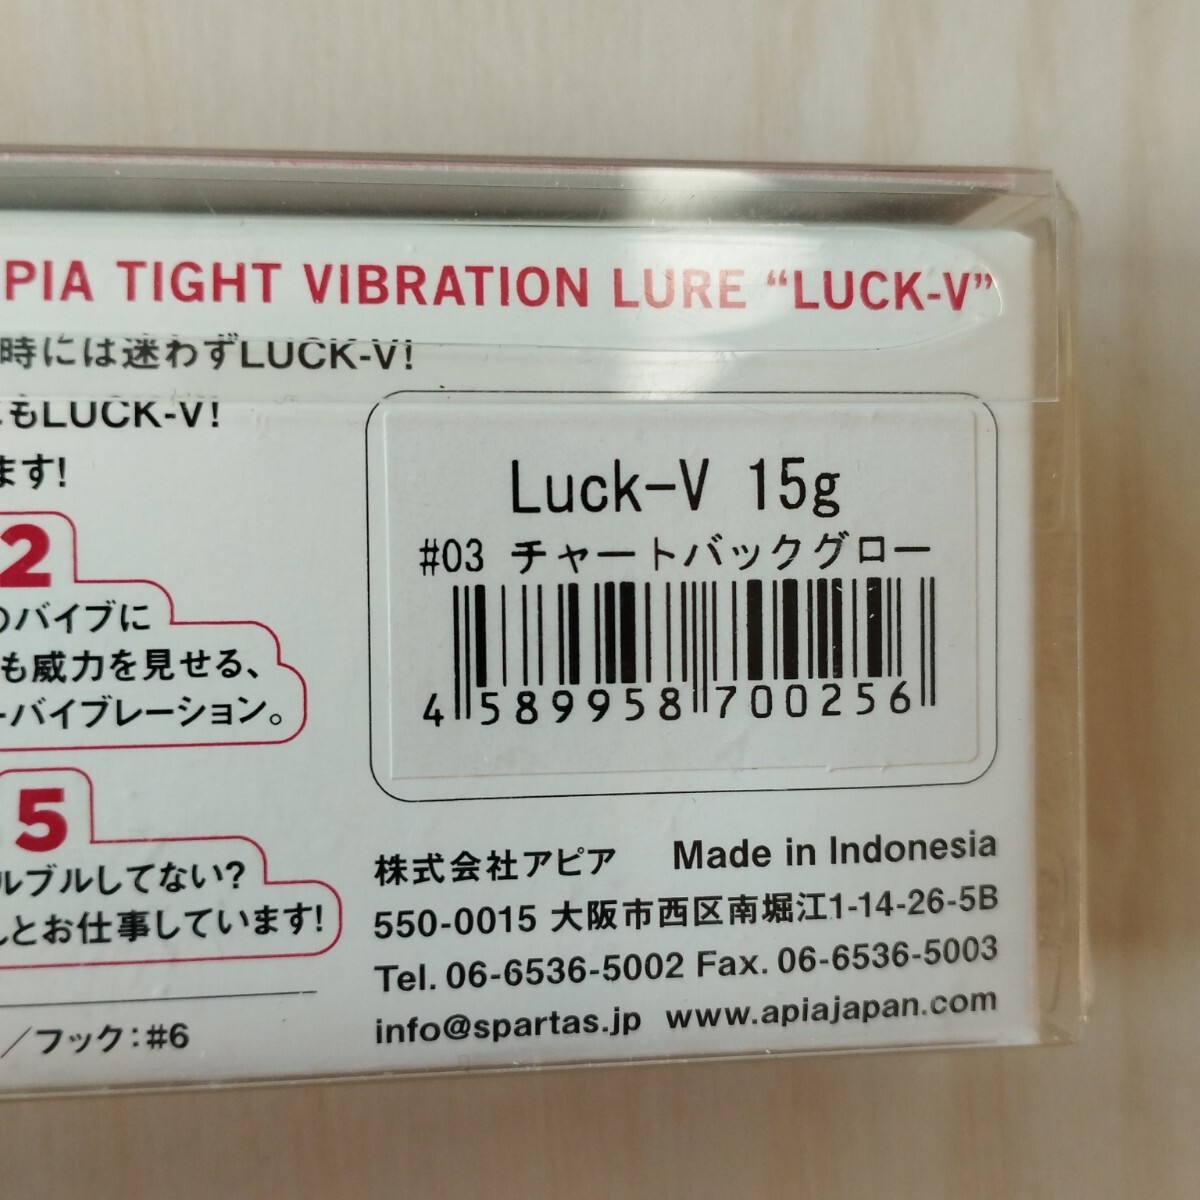 PIA TIGHT VIBRATION LURE “LUCK-V”
時には迷わずLUCK-V!
にもLUCK-V!
ます!
Luck-V 15g
#03 チャートバックグロー
4 589958 700256
2
のバイブに
も威力を見せる、
バイブレーション。
5
ルブルしてない?
んとお仕事しています!
／フック:#6
株式会社アピア Made in Indonesia
550-0015 大阪市西区南堀江1-14-26-5B
Tel. 06-6536-5002 Fax. 06-6536-5003
info@spartas.jp www.apiajapan.com